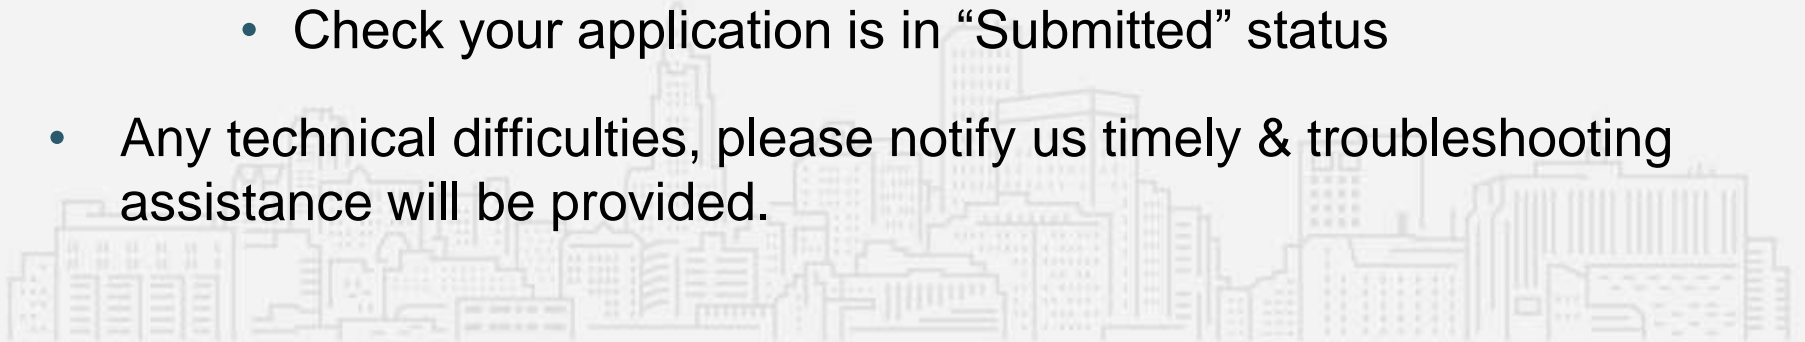 • Check your application is in “Submitted” status
• Any technical difficulties, please notify us timely & troubleshooting
assistance will be provided.